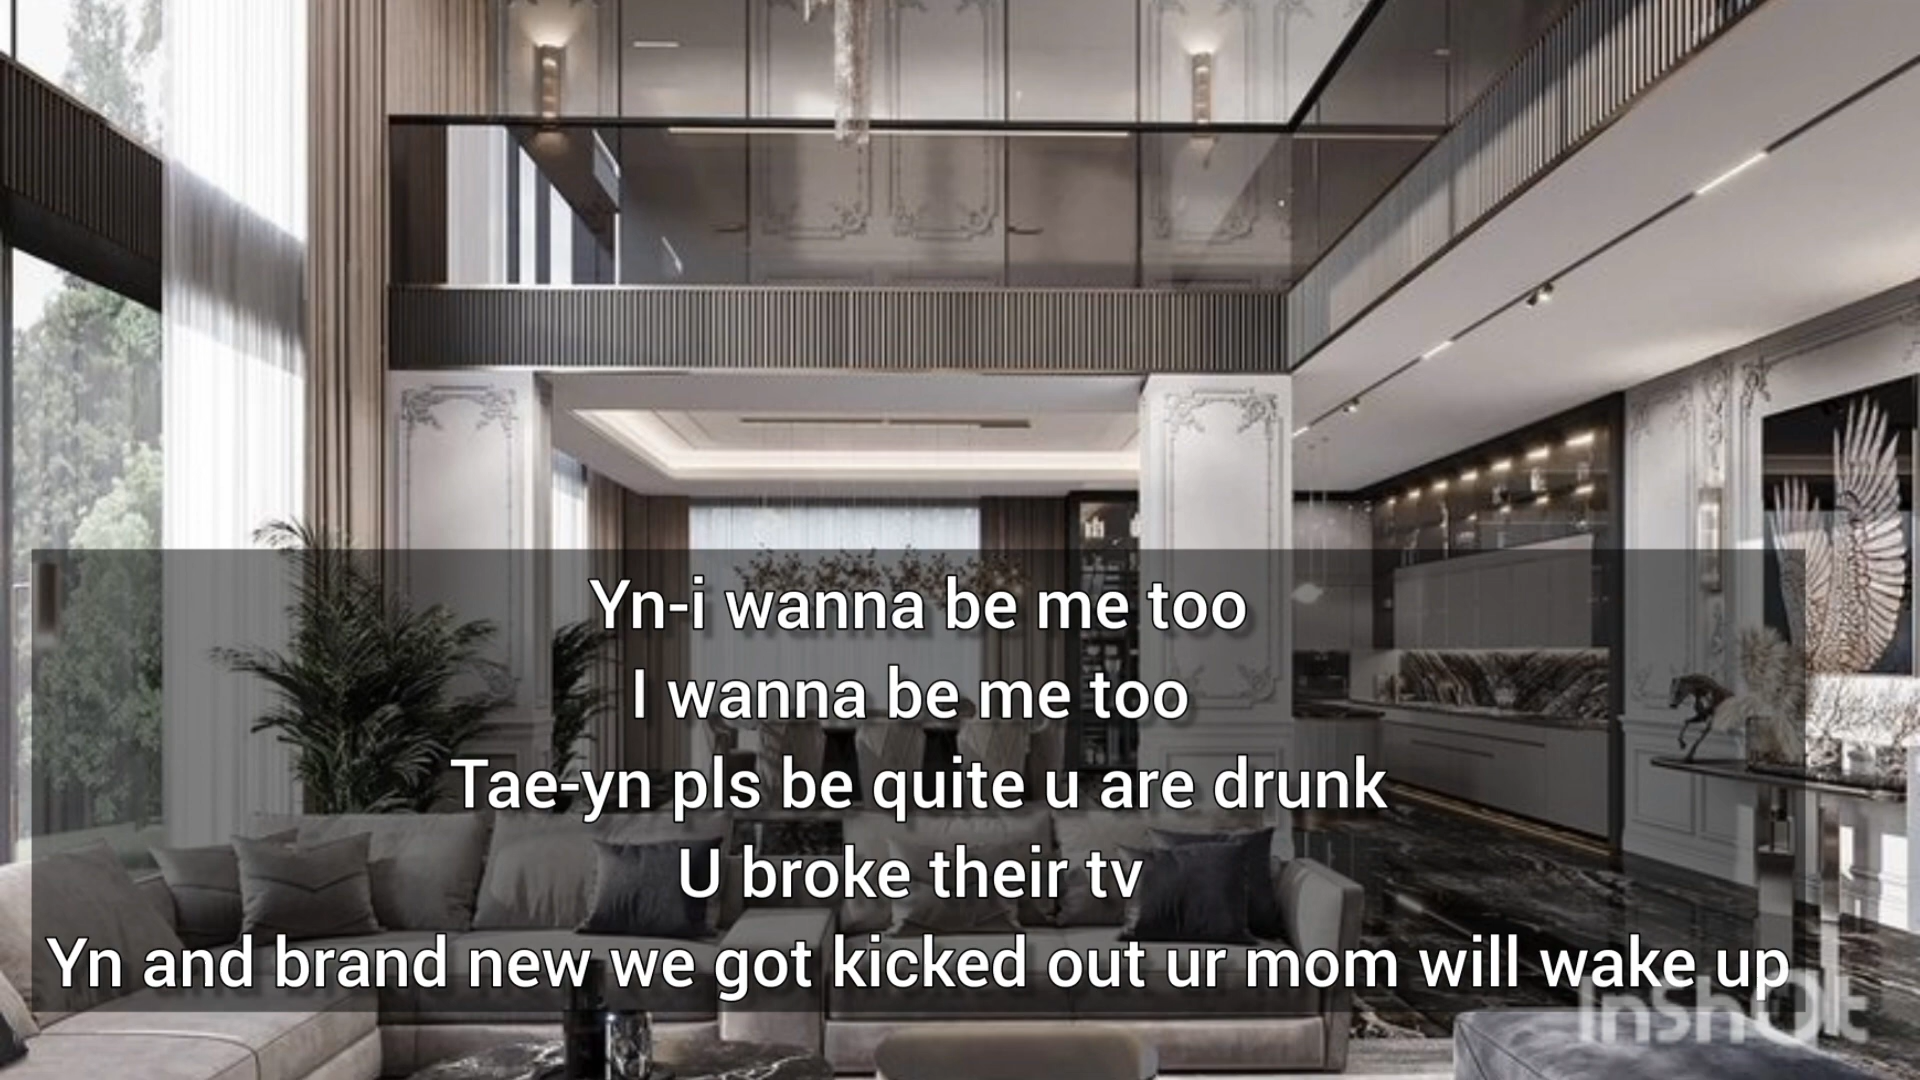 Yn-i wanna be me too
I wanna be me too
Tae-yn pls be quite u are drunk
U broke their tv
Yn and brand new we got kicked out ur mom will wake up
InShOt